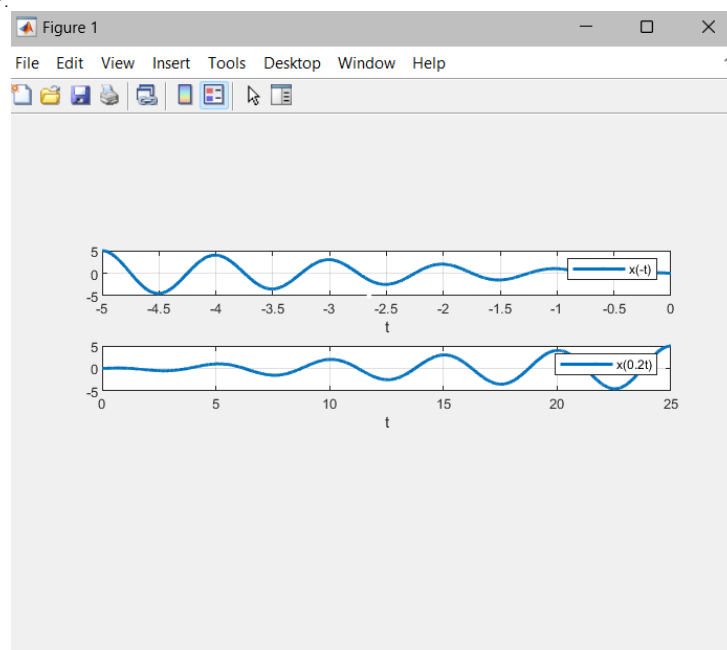 Figure 1
File Edit View Insert Tools Desktop Window Help
5
0
-5
x(-t)
-5 -4.5 -4 -3.5 -3 -2.5 -2 -1.5 -1 -0.5 0
t
5
0
-5
x(0.2t)
0 5 10 15 20 25
t